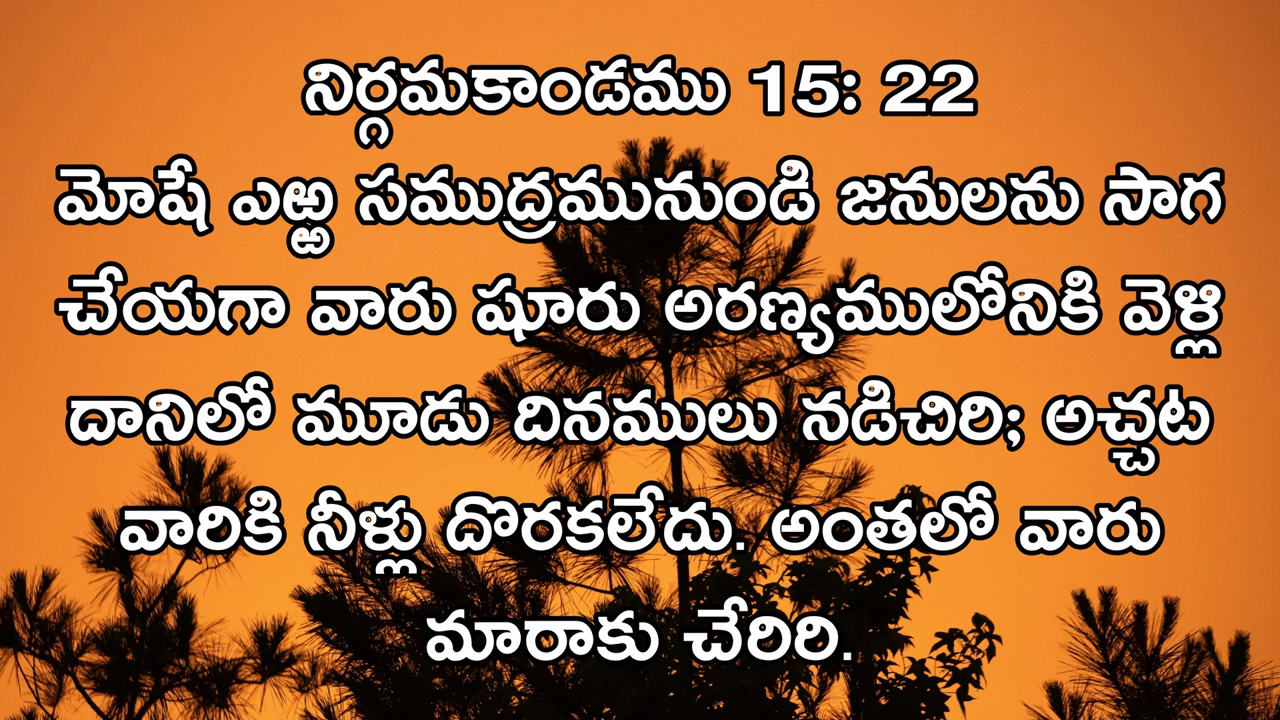 నిర్గమకాండము 15: 22
మోషే ఎఱ్ఱ సముద్రమునుండి జనులను సాగ
చేయగా వారు షూరు అరణ్యములోనికి వెళ్లి
దానిలో మూడు దినములు నడిచిరి; అచ్చట
వారికి నీళ్లు దొరకలేదు. అంతలో వారు
మారాకు చేరిరి.